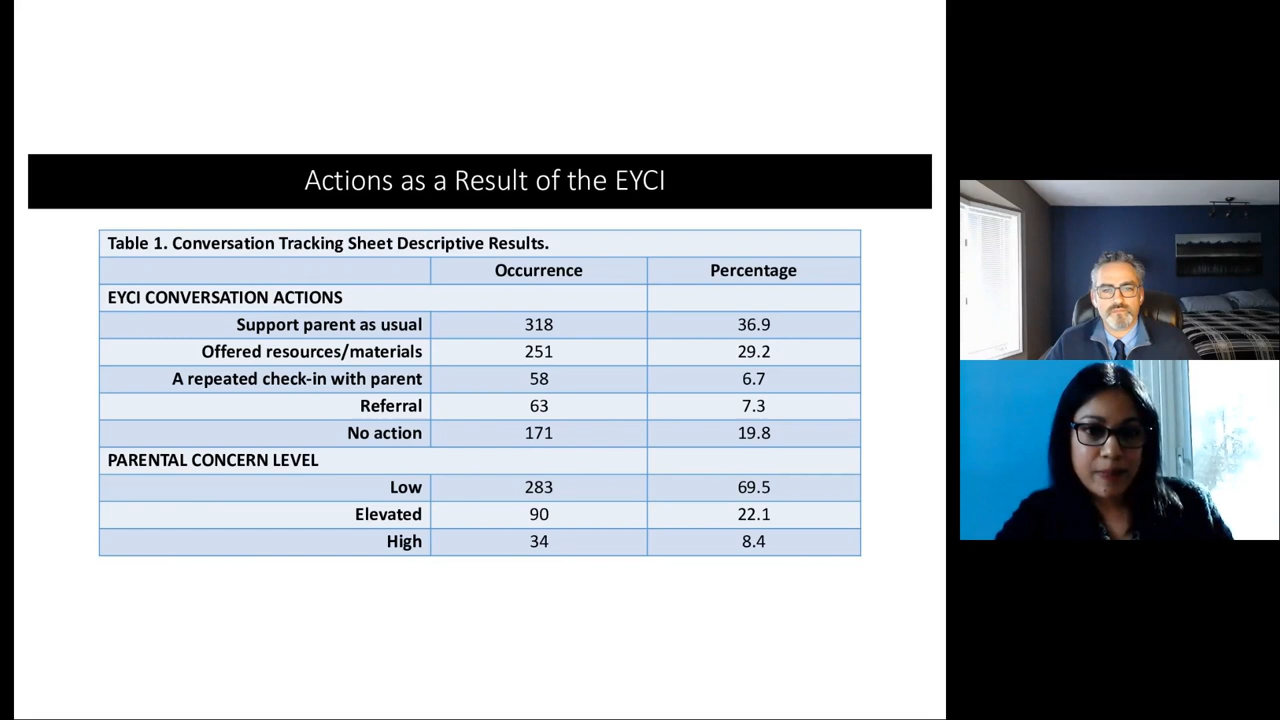 Actions as a Result of the EYCI
Table 1. Conversation Tracking Sheet Descriptive Results.
Occurrence Percentage
EYCI CONVERSATION ACTIONS
Support parent as usual 318 36.9
Offered resources/materials 251 29.2
A repeated check-in with parent 58 6.7
Referral 63 7.3
No action 171 19.8
PARENTAL CONCERN LEVEL
Low 283 69.5
Elevated 90 22.1
High 34 8.4